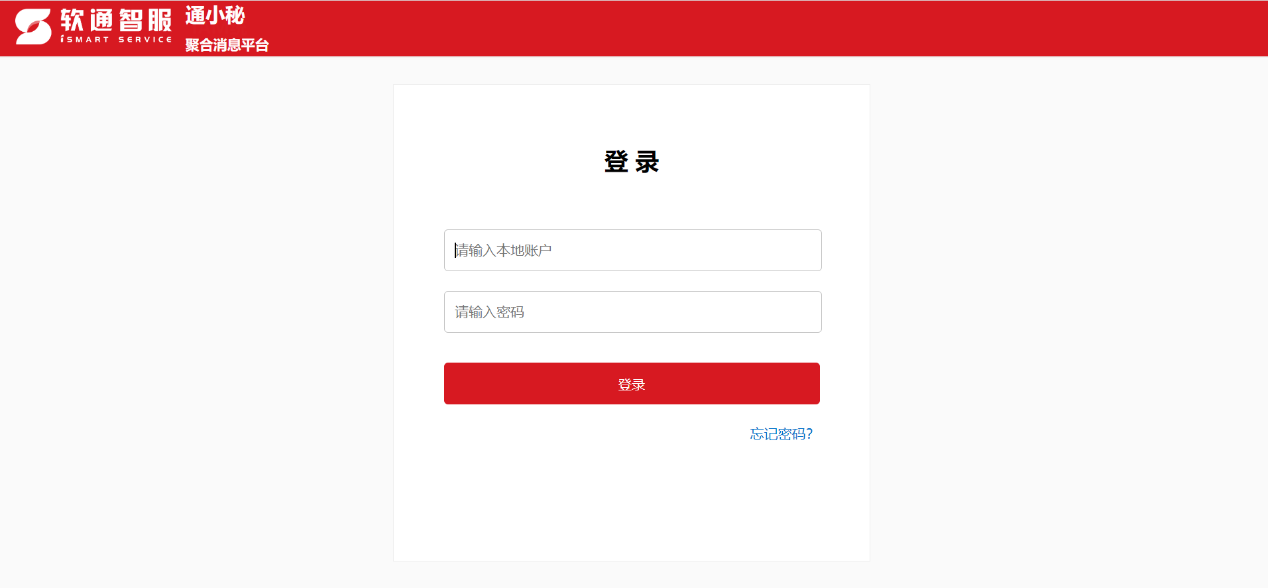 软通智服
iSMART SERVICE
通小秘
聚合消息平台
登 录
请输入本地账户
请输入密码
登录
忘记密码?